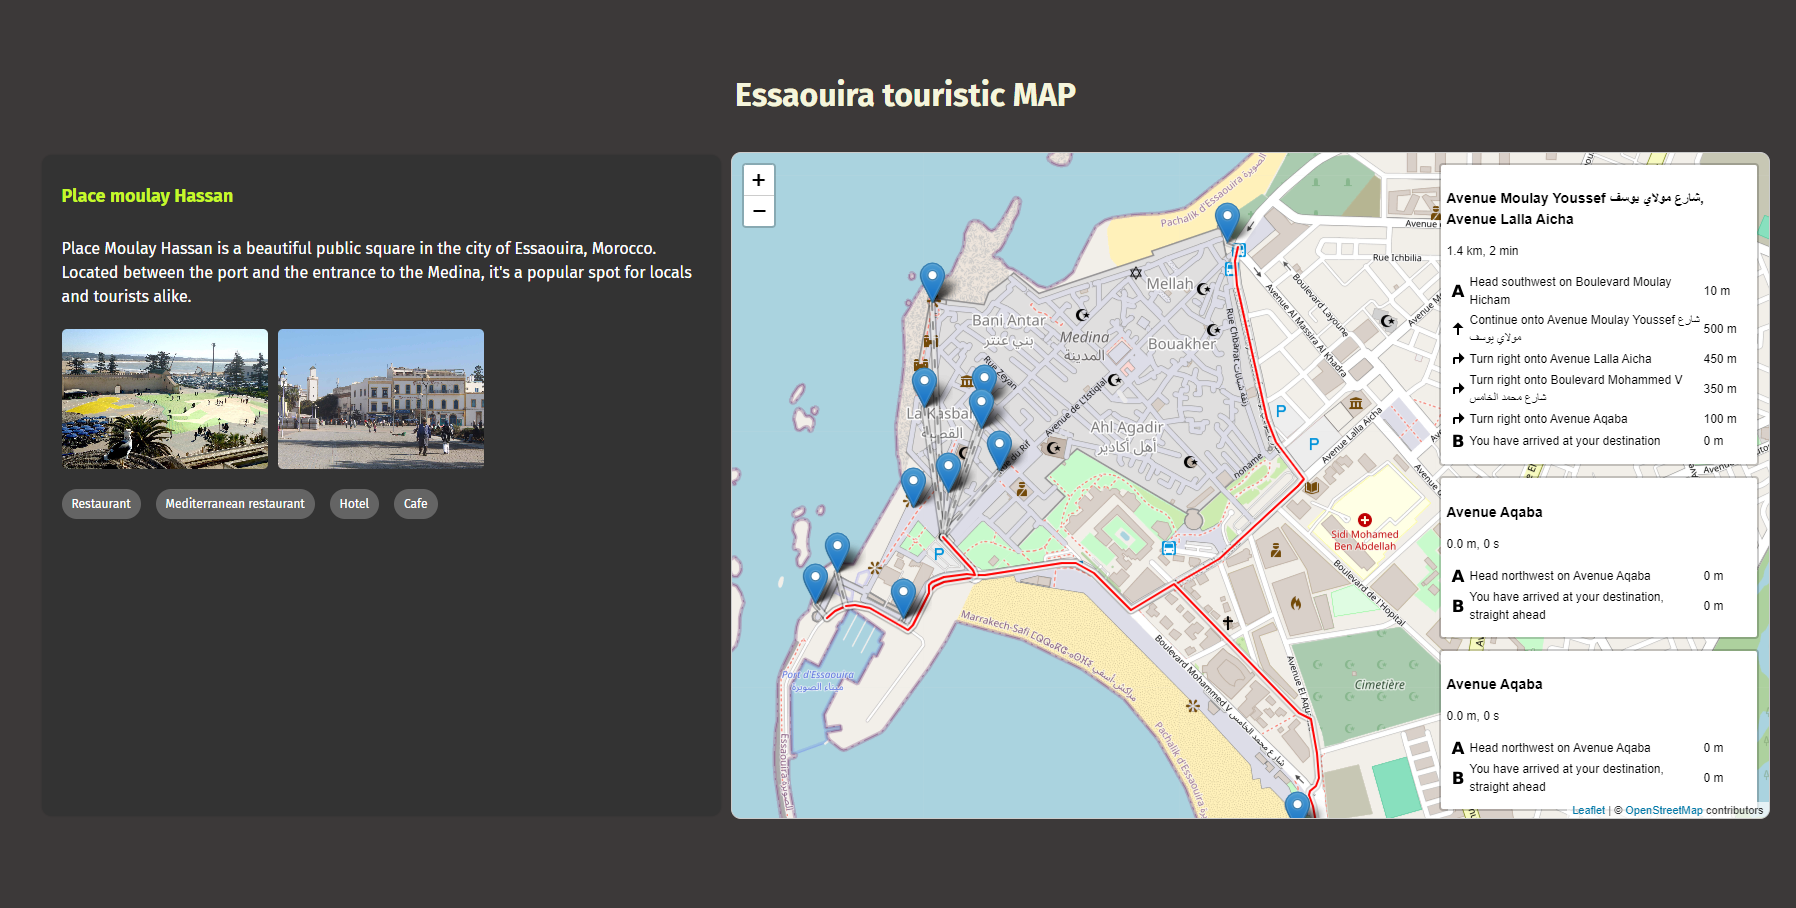 Essaouira touristic MAP
Place moulay Hassan
Place Moulay Hassan is a beautiful public square in the city of Essaouira, Morocco.
Located between the port and the entrance to the Medina, it's a popular spot for locals
and tourists alike.
Restaurant
Mediterranean restaurant
Hotel
Cafe
+
−
Pachalik d'Essaouira
Mellah
Bani Antar
بني عنتر
Medina
المدينة
Bouakher
Rue Zeyan
La Kasbah
القصبة
Avenue de L'Istiqlal
Ahl Agadir
أهل أكادير
Rue Chbanat زنقة شبانات
noname
Avenue Al Massira Al Khadra
Boulevard Layoune
Rue Ichbilia
Avenue Lalla Aicha
P
P
P
Sidi Mohamed
Ben Abdellah
Boulevard de l'Hopital
Cimetière
Boulevard Mohammed V شارع محمد الخامس
Port d'Essaouira
ميناء الصويرة
Pachalik d'Essaouira
Avenue Moulay Youssef شارع مولاي يوسف,
Avenue Lalla Aicha
1.4 km, 2 min
A Head southwest on Boulevard Moulay
Hicham 10 m
Continue onto Avenue Moulay Youssef شارع
مولاي يوسف 500 m
Turn right onto Avenue Lalla Aicha 450 m
Turn right onto Boulevard Mohammed V
شارع محمد الخامس 350 m
Turn right onto Avenue Aqaba 100 m
B You have arrived at your destination 0 m
Avenue Aqaba
0.0 m, 0 s
A Head northwest on Avenue Aqaba 0 m
B You have arrived at your destination,
straight ahead 0 m
Avenue Aqaba
0.0 m, 0 s
A Head northwest on Avenue Aqaba 0 m
B You have arrived at your destination,
straight ahead 0 m
Leaflet | © OpenStreetMap contributors